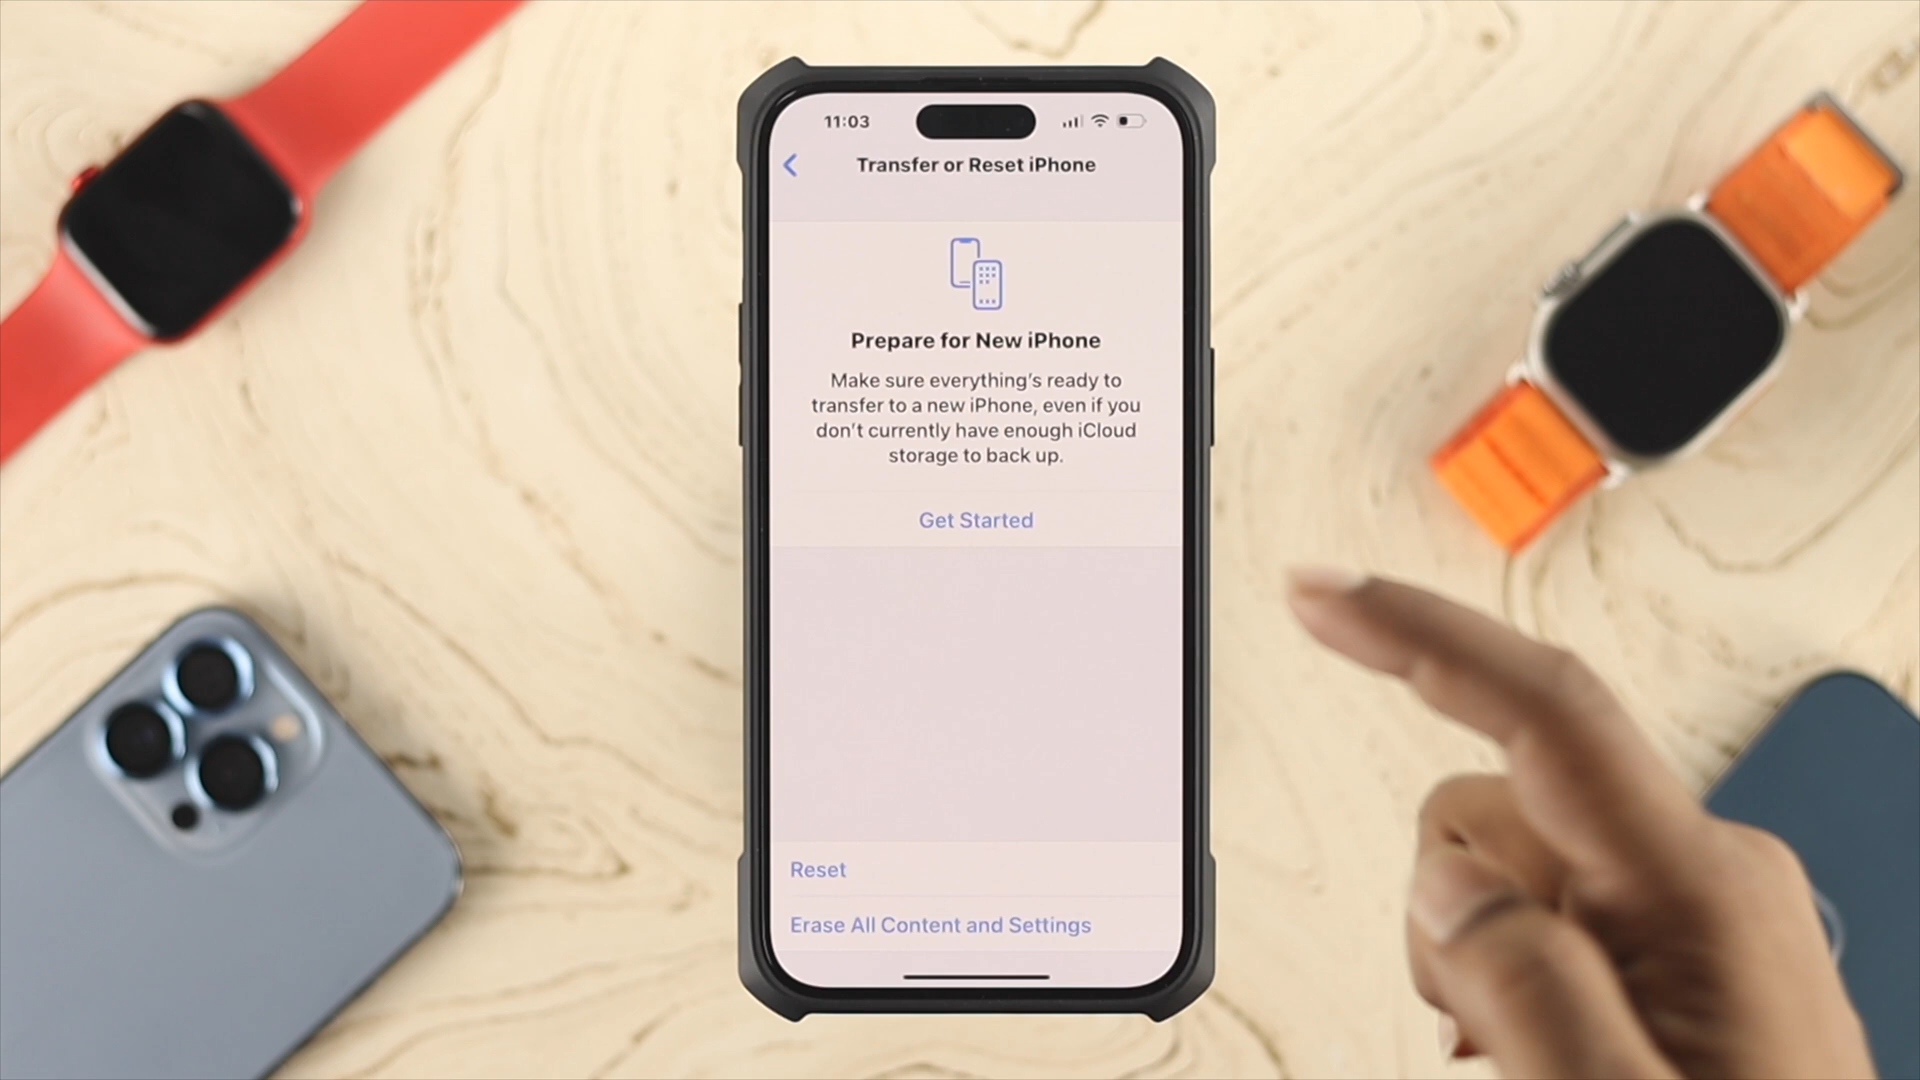 11:03
Transfer or Reset iPhone
Prepare for New iPhone
Make sure everything's ready to
transfer to a new iPhone, even if you
don't currently have enough iCloud
storage to back up.
Get Started
Reset
Erase All Content and Settings